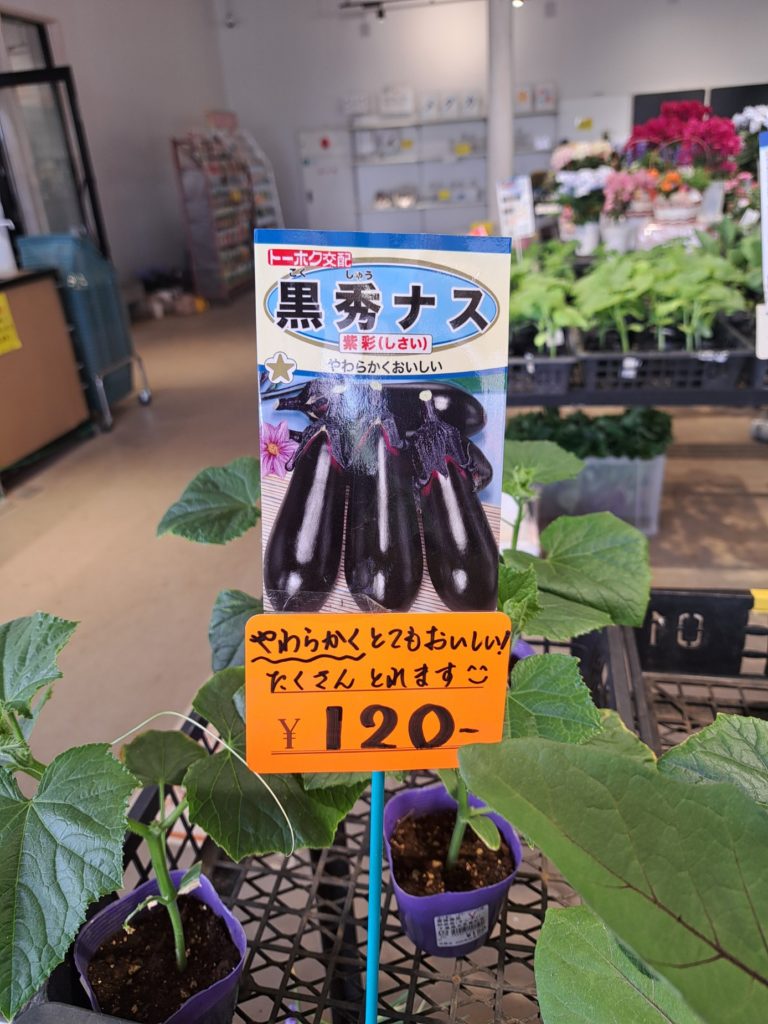 トーホク交配
こく しゅう
黒秀ナス
紫彩(しさい)
やわらかくおいしい
やわらかくとてもおいしい!
たくさん とれます
¥120-
10